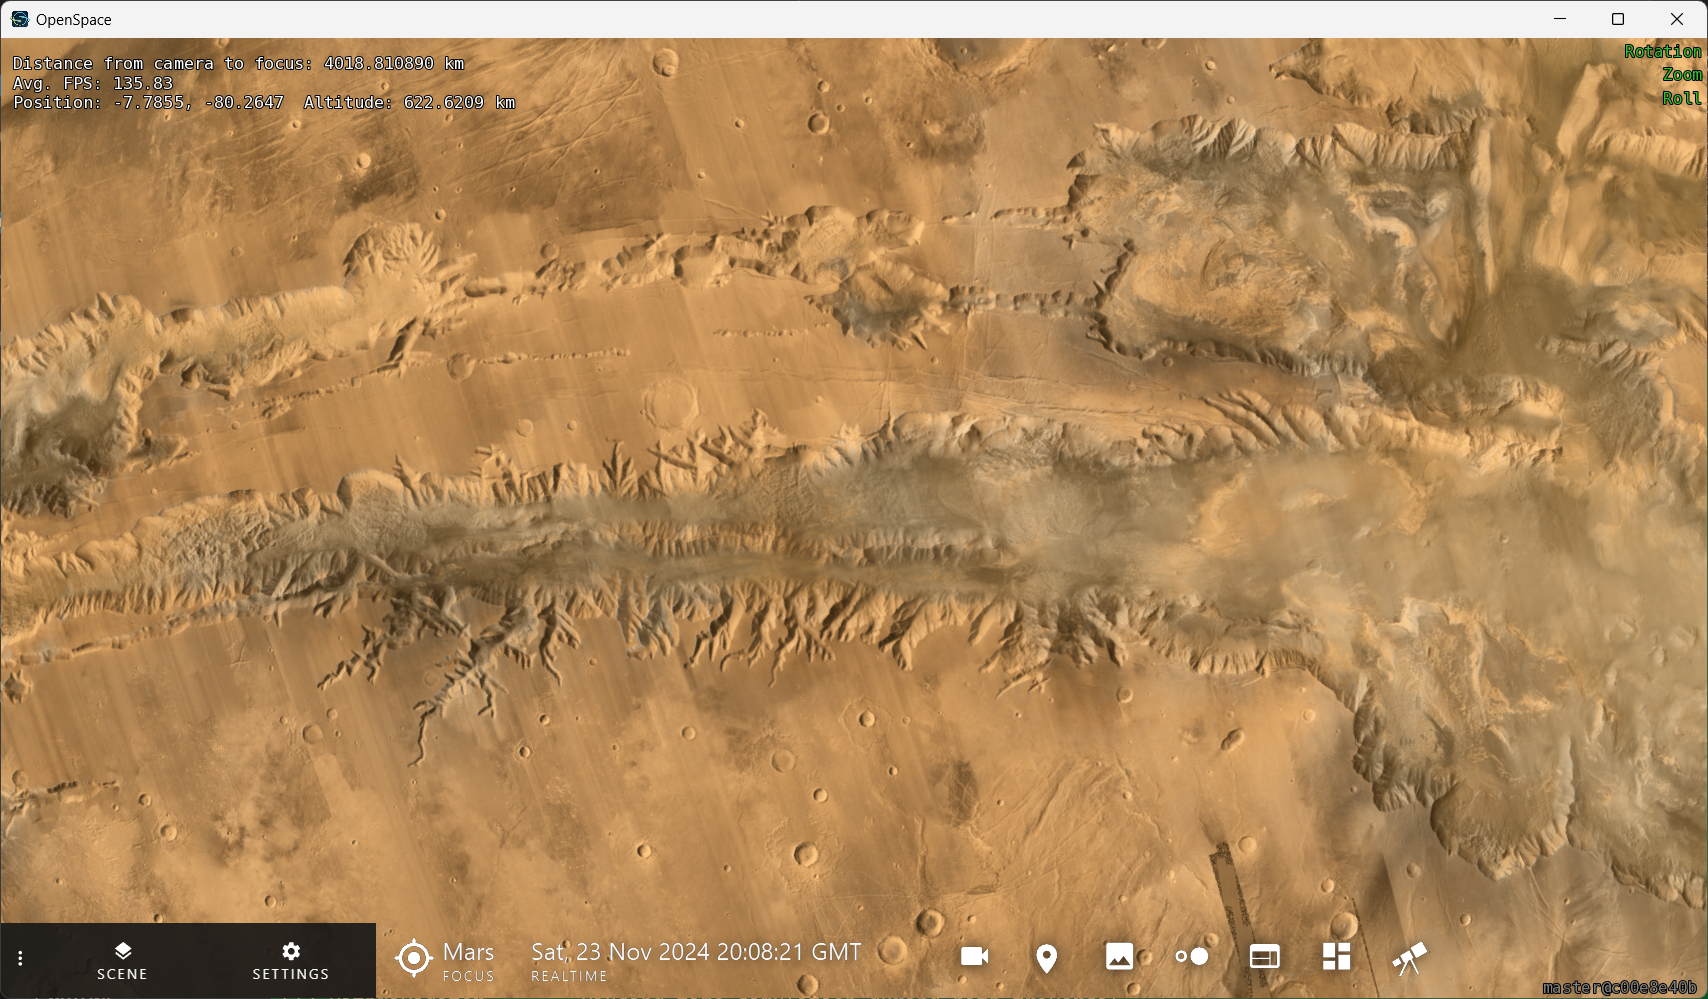 OpenSpace
Distance from camera to focus: 4018.810890 km
Avg. FPS: 135.83
Position: -7.7855, -80.2647  Altitude: 622.6209 km
Rotation
Zoom
Roll
SCENE
SETTINGS
Mars
FOCUS
Sat, 23 Nov 2024 20:08:21 GMT
REALTIME
master@c00e8e40b